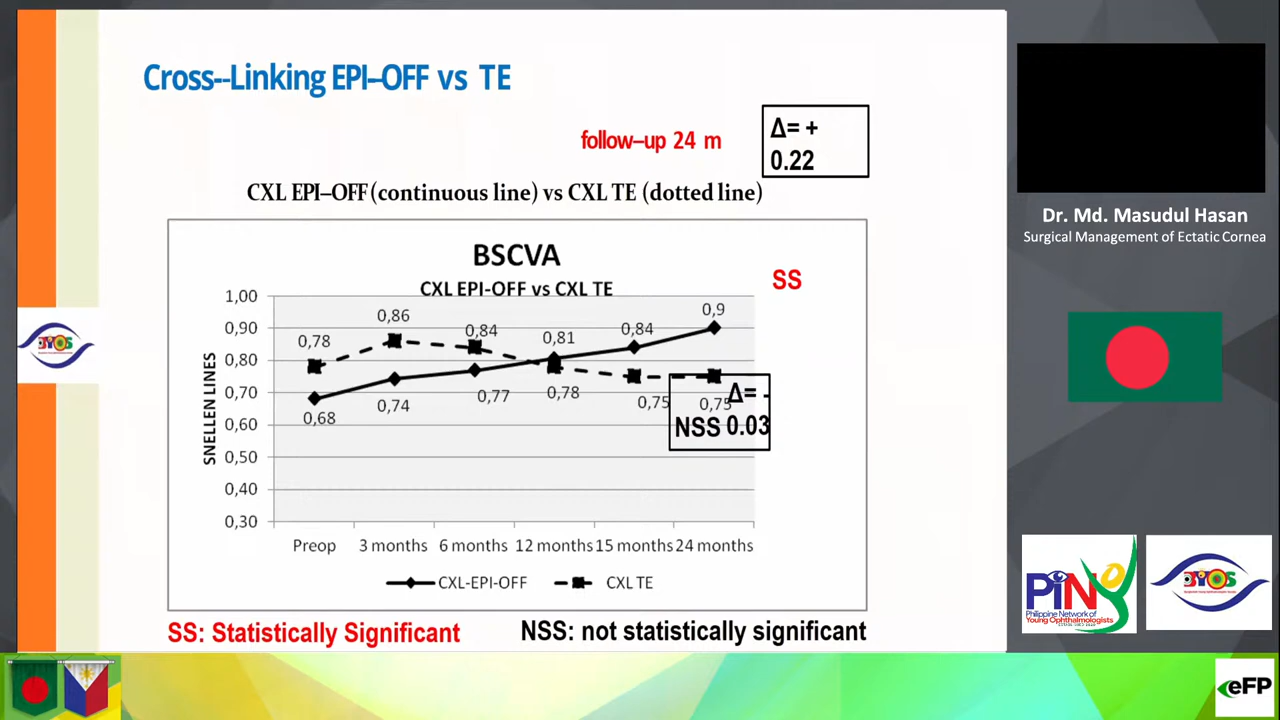 Cross--Linking EPI–OFF vs TE
follow–up 24 m
Δ= +
0.22
CXL EPI–OFF (continuous line) vs CXL TE (dotted line)
BSCVA
CXL EPI-OFF vs CXL TE
SS
SNELLEN LINES
1,00
0,90
0,80
0,70
0,60
0,50
0,40
0,30
0,78
0,86
0,84
0,81
0,84
0,9
0,68
0,74
0,77
0,78
0,75
0,75
Δ= -
NSS 0.03
Preop
3 months
6 months
12 months
15 months
24 months
CXL-EPI-OFF
CXL TE
SS: Statistically Significant
NSS: not statistically significant
Dr. Md. Masudul Hasan
Surgical Management of Ectatic Cornea
BYOS
PiNYO
Philippine Network of
Young Ophthalmologists
BYOS
eFP